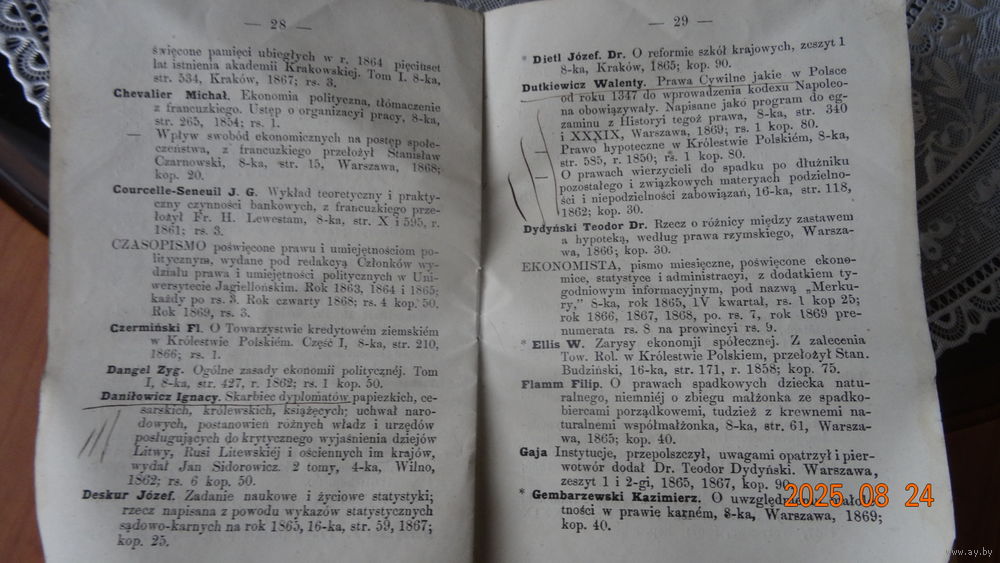 — 28 —
święcone pamięci ubiegłych w r. 1864 pięciuset
lat istnienia akademii Krakowskiej. Tom I. 8-ka,
str. 534, Kraków, 1867; rs. 3.
Chevalier Michał. Ekonomia polityczna, tłómaczenie
z francuzkiego. Ustęp o organizacyi pracy, 8-ka,
str. 265, 1854; rs. 1.
— Wpływ swobód ekonomicznych na postęp społe-
czeństwa, z francuzkiego przełożył Stanisław
Czarnowski, 8-ka, str. 15, Warszawa, 1868;
kop. 20.
Courcelle-Seneuil J. G. Wykład teoretyczny i prakty-
czny czynności bankowych, z francuzkiego prze-
łożył Fr. H. Lewestam, 8-ka, str. X i 595, r.
1861; rs. 3.
CZASOPISMO poświęcone prawu i umiejętnościom po-
litycznym, wydane pod redakcyą Członków wy-
działu prawa i umiejętności politycznych w Uni-
wersytecie Jagiellońskim. Rok 1863, 1864 i 1865;
każdy po rs. 3. Rok czwarty 1868; rs. 4 kop. 50.
Rok 1869, rs. 3.
Czermiński Fl. O Towarzystwie kredytowém ziemskiém
w Królestwie Polskiém. Część I, 8-ka, str. 210,
1866; rs. 1.
Dangel Zyg. Ogólne zasady ekonomii politycznéj. Tom
I, 8-ka, str. 427, r. 1862; rs. 1 kop. 50.
Daniłowicz Ignacy. Skarbiec dyplomatów papiezkich, ce-
sarskich, królewskich, książęcych; uchwał naro-
dowych, postanowień różnych władz i urzędów
posługujących do krytycznego wyjaśnienia dziejów
Litwy, Rusi Litewskiéj i ościennych im krajów,
wydał Jan Sidorowicz. 2 tomy, 4-ka, Wilno,
1862; rs. 6 kop. 50.
Deskur Józef. Zadanie naukowe i życiowe statystyki;
rzecz napisana z powodu wykazów statystycznych
sądowo-karnych na rok 1865, 16-ka, str. 59, 1867;
kop. 25.
— 29 —
* Dietl Józef. Dr. O reformie szkół krajowych, zeszyt 1
8-ka, Kraków, 1865; kop. 90.
Dutkiewicz Walenty. Prawa Cywilne jakie w Polsce
od roku 1347 do wprowadzenia kodexu Napoleo-
na obowiązywały. Napisane jako program do eg-
zaminu z Historyi tegoż prawa, 8-ka, str. 340
i XXXIX, Warszawa, 1869; rs. 1 kop. 80.
— Prawo hypoteczne w Królestwie Polskiém, 8-ka,
str. 585, r. 1850; rs. 1 kop. 80.
— O prawach wierzycieli do spadku po dłużniku
pozostałego i związkowych materyach podzielno-
ści i niepodzielności zabowiązań, 16-ka, str. 118,
1862; kop. 30.
Dydyński Teodor Dr. Rzecz o różnicy między zastawem
a hypoteką, według prawa rzymskiego, Warsza-
wa, 1866; kop. 30.
EKONOMISTA, pismo miesięczne, poświęcone ekono-
mice, statystyce i administracyi, z dodatkiem ty-
godniowym informacyjnym, pod nazwą „Merku-
ry,” 8-ka, rok 1865, IV kwartał, rs. 1 kop 25;
rok 1866, 1867, 1868, po rs. 7, rok 1869 pre-
numerata rs. 8 na prowincyi rs. 9.
* Ellis W. Zarysy ekonomji społecznej. Z zalecenia
Tow. Rol. w Królestwie Polskiem, przełożył Stan.
Budziński, 16-ka, str. 171, r. 1858; kop. 75.
Flamm Filip. O prawach spadkowych dziecka natu-
ralnego, niemniéj o zbiegu małżonka ze spadko-
biercami porządkowemi, tudzież z krewnemi na-
turalnemi współmałżonka, 8-ka, str. 61, Warsza-
wa, 1865; kop. 40.
Gaja Instytucje, przepolszczył, uwagami opatrzył i pier-
wotwór dodał Dr. Teodor Dydyński. Warszawa,
zeszyt 1 i 2-gi, 1865, 1867, kop. 90.
* Gembarzewski Kazimierz. O uwzględnieniu małole-
tności w prawie karném, 8-ka, Warszawa, 1869;
kop. 40.
2025.08 24
www.ay.by